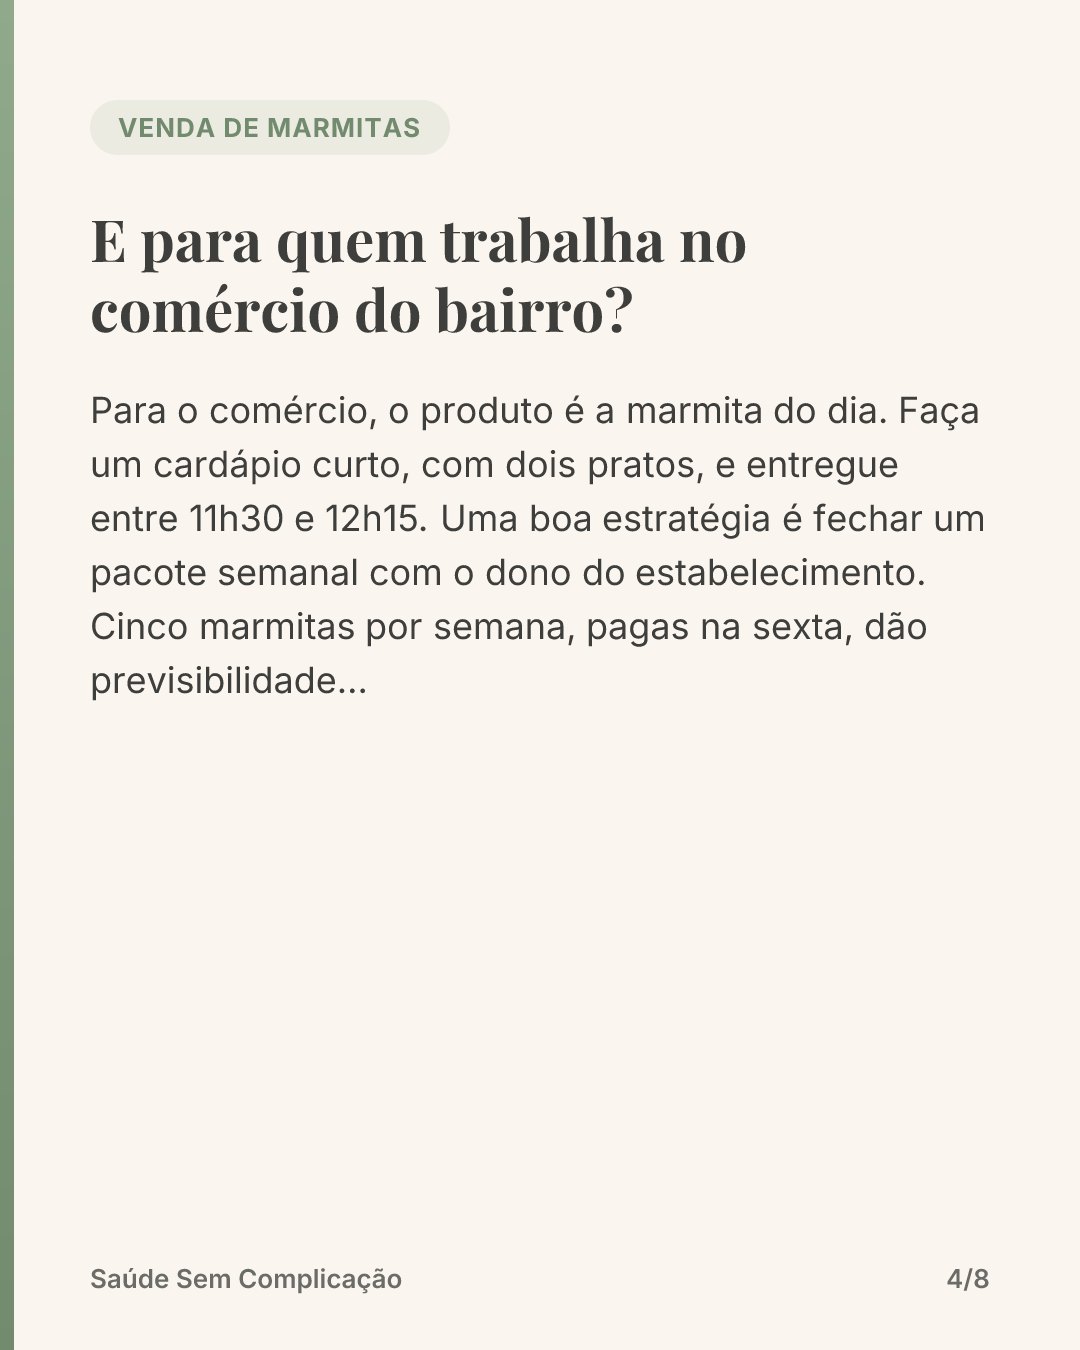 VENDA DE MARMITAS
E para quem trabalha no
comércio do bairro?
Para o comércio, o produto é a marmita do dia. Faça
um cardápio curto, com dois pratos, e entregue
entre 11h30 e 12h15. Uma boa estratégia é fechar um
pacote semanal com o dono do estabelecimento.
Cinco marmitas por semana, pagas na sexta, dão
previsibilidade...
Saúde Sem Complicação
4/8